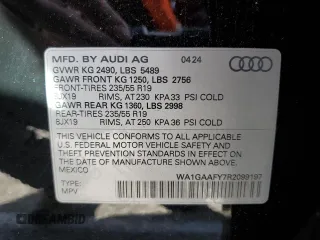 MFD. BY AUDI AG 04 24
GVWR KG 2490, LBS 5489
GAWR FRONT KG 1250, LBS 2756
FRONT-TIRES 235/55 R19
8JX19 RIMS, AT 230 KPA33 PSI COLD
GAWR REAR KG 1360, LBS 2998
REAR-TIRES 235/55 R19
8JX19 RIMS, AT 250 KPA36 PSI COLD
THIS VEHICLE CONFORMS TO ALL APPLICABLE
U.S. FEDERAL MOTOR VEHICLE SAFETY
AND THEFT PREVENTION STANDARDS IN EFFECT
ON THE DATE OF MANUFACTURE SHOWN ABOVE.
MEXICO
WA1GAAFY7R2099197
TYPE:
MPV